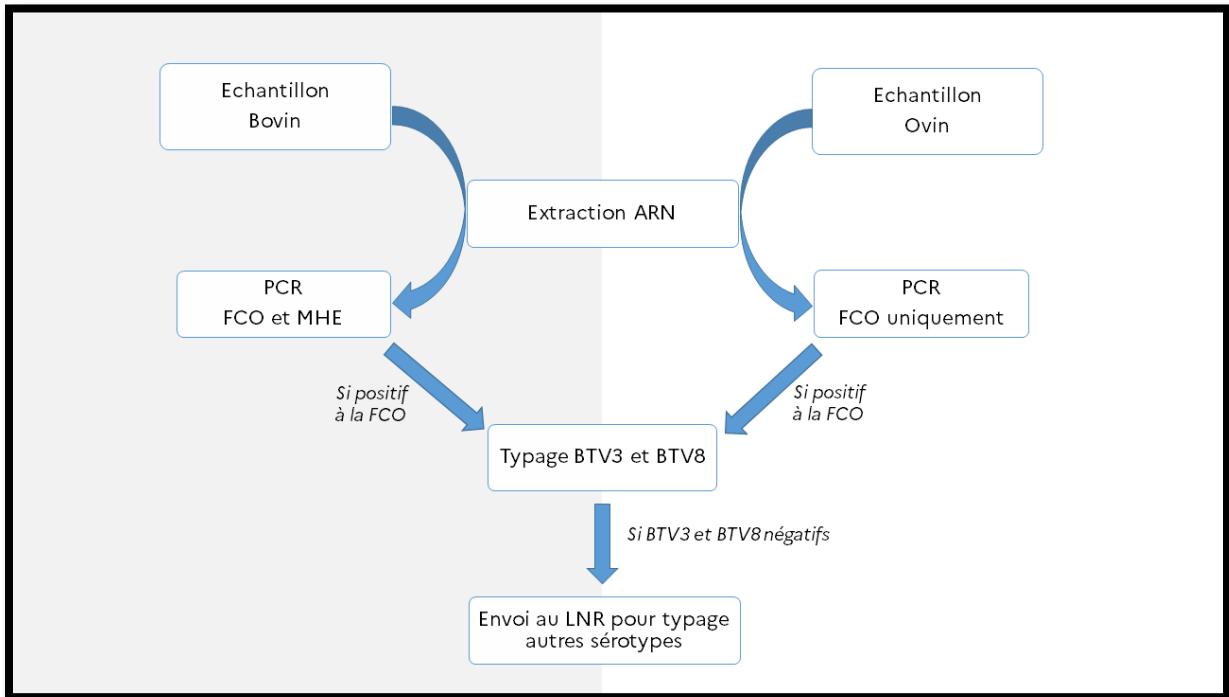 Echantillon
Bovin
Echantillon
Ovin
Extraction ARN
PCR
FCO et MHE
PCR
FCO uniquement
Si positif
à la FCO
Si positif
à la FCO
Typage BTV3 et BTV8
Si BTV3 et BTV8 négatifs
Envoi au LNR pour typage
autres sérotypes